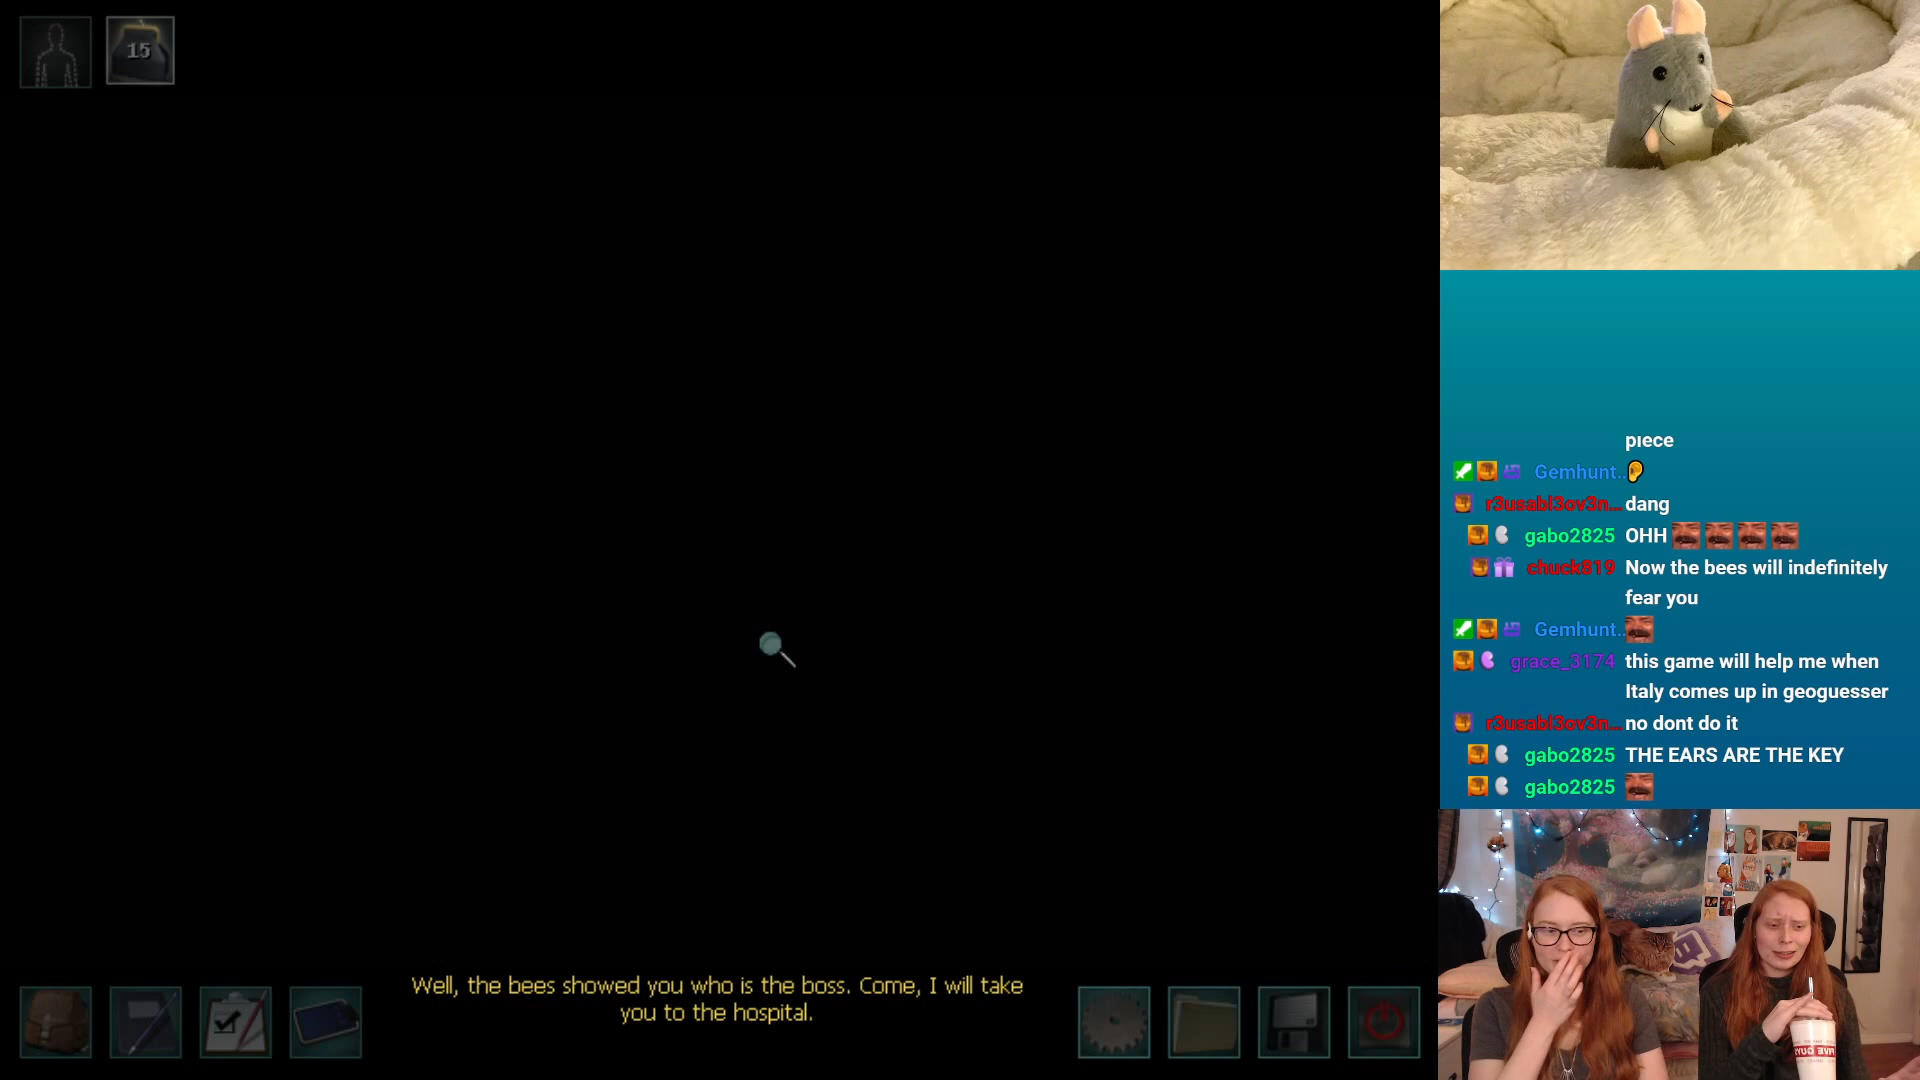 15
piece
Gemhunt..
r3usabl3ov3n... dang
gabo2825 OHH
chuck819 Now the bees will indefinitely
fear you
Gemhunt..
grace_3174 this game will help me when
Italy comes up in geoguesser
r3usabl3ov3n... no dont do it
gabo2825 THE EARS ARE THE KEY
gabo2825
Well, the bees showed you who is the boss. Come, I will take
you to the hospital.
FIVE GUYS